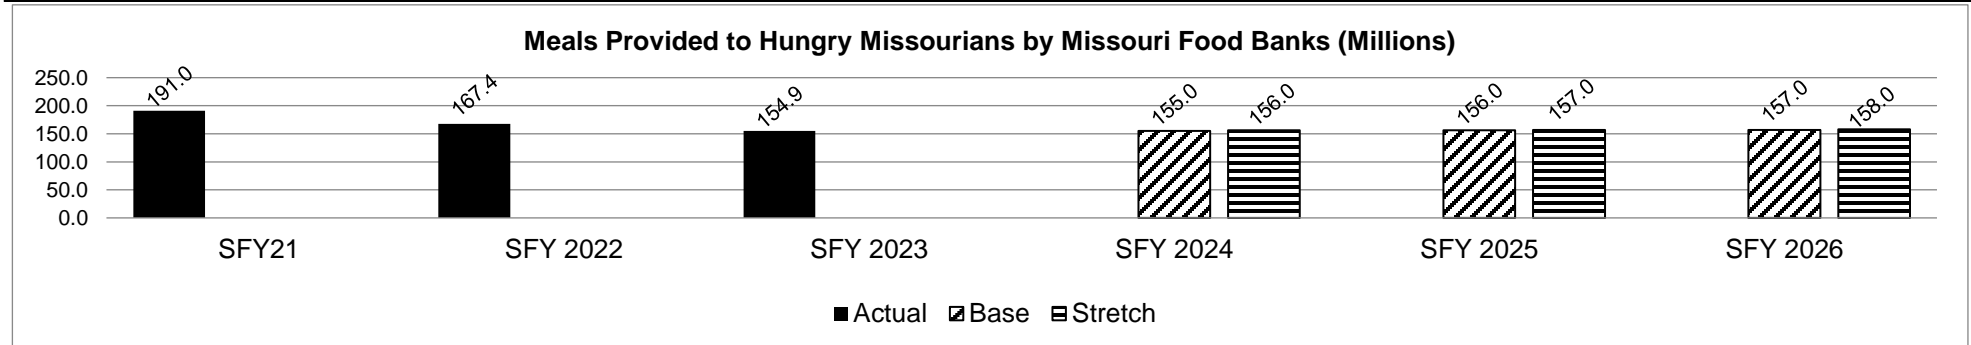 Meals Provided to Hungry Missourians by Missouri Food Banks (Millions)
250.0
200.0
150.0
100.0
50.0
0.0
191.0
167.4
154.9
155.0
156.0
156.0
157.0
157.0
158.0
SFY21
SFY 2022
SFY 2023
SFY 2024
SFY 2025
SFY 2026
Actual
Base
Stretch